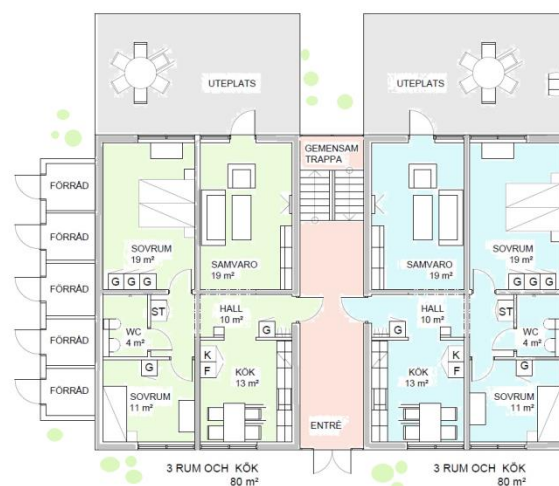 UTEPLATS
UTEPLATS
GEMENSAM
TRAPPA
FÖRRÅD
FÖRRÅD
FÖRRÅD
FÖRRÅD
FÖRRÅD
SOVRUM
19 m²
G G G
SAMVARO
19 m²
ST
WC
4 m²
HALL
10 m²
G
G
K
F
KÖK
13 m²
SOVRUM
11 m²
ENTRÉ
SAMVARO
19 m²
SOVRUM
19 m²
G G G
HALL
10 m²
G
ST
WC
4 m²
K
F
KÖK
13 m²
G
SOVRUM
11 m²
3 RUM OCH KÖK
80 m²
3 RUM OCH KÖK
80 m²